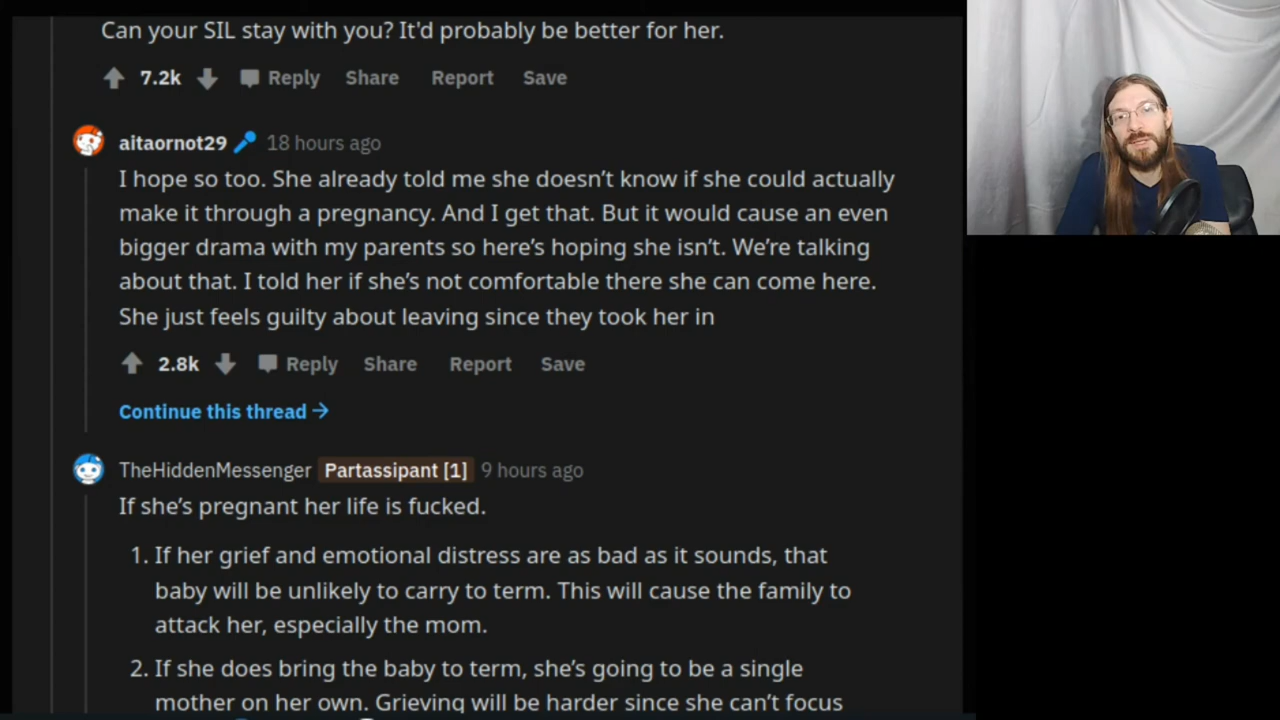 Can your SIL stay with you? It'd probably be better for her.
7.2k Reply Share Report Save
aitaornot29 18 hours ago
I hope so too. She already told me she doesn’t know if she could actually
make it through a pregnancy. And I get that. But it would cause an even
bigger drama with my parents so here’s hoping she isn’t. We’re talking
about that. I told her if she’s not comfortable there she can come here.
She just feels guilty about leaving since they took her in
2.8k Reply Share Report Save
Continue this thread →
TheHiddenMessenger Partassipant [1] 9 hours ago
If she’s pregnant her life is fucked.
1. If her grief and emotional distress are as bad as it sounds, that
baby will be unlikely to carry to term. This will cause the family to
attack her, especially the mom.
2. If she does bring the baby to term, she’s going to be a single
mother on her own. Grieving will be harder since she can’t focus